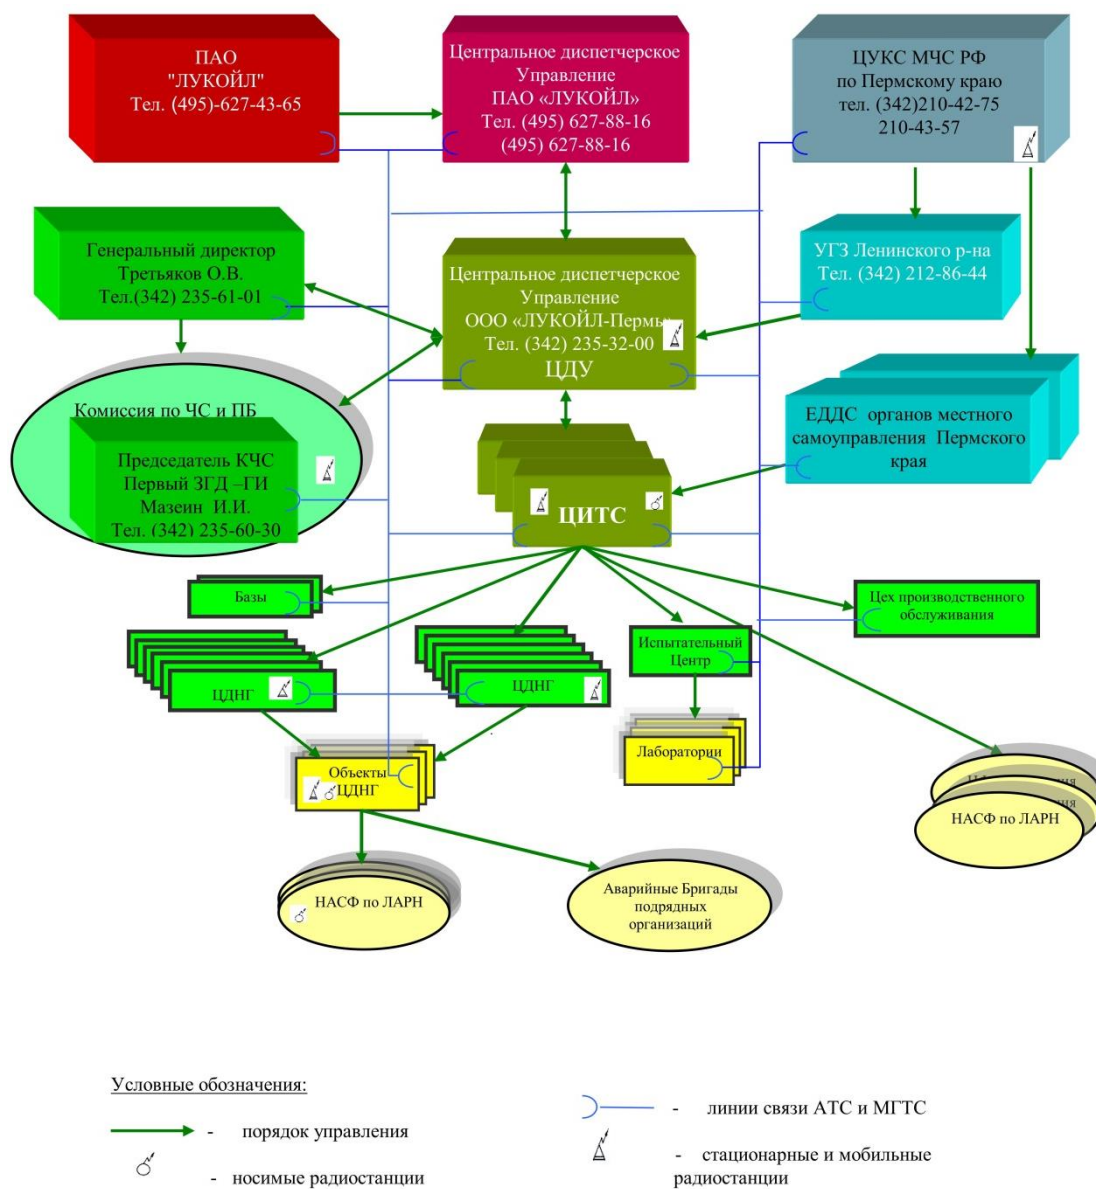 ПАО
"ЛУКОЙЛ"
Тел. (495)-627-43-65
Центральное диспетчерское
Управление
ПАО «ЛУКОЙЛ»
Тел. (495) 627-88-16
(495) 627-88-16
ЦУКС МЧС РФ
по Пермскому краю
тел. (342)210-42-75
210-43-57
Генеральный директор
Третьяков О.В.
Тел.(342) 235-61-01
Центральное диспетчерское
Управление
ООО «ЛУКОЙЛ-Пермь»
Тел. (342) 235-32-00
ЦДУ
УГЗ Ленинского р-на
Тел. (342) 212-86-44
Комиссия по ЧС и ПБ
Председатель КЧС
Первый ЗГД –ГИ
Мазеин И.И.
Тел. (342) 235-60-30
ЦИТС
ЕДДС органов местного
самоуправления Пермского
края
Базы
Цех производственного
обслуживания
Испытательный
Центр
ЦДНГ
ЦДНГ
Лаборатории
Объекты
ЦДНГ
НАСФ по ЛАРН
НАСФ по ЛАРН
Аварийные Бригады
подрядных
организаций
Условные обозначения:
- порядок управления
- носимые радиостанции
- линии связи АТС и МГТС
- стационарные и мобильные
радиостанции